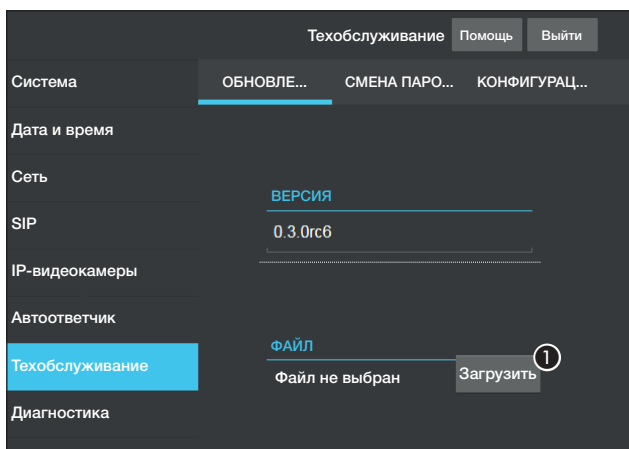 Техобслуживание Помощь Выйти
Система
ОБНОВЛЕ... СМЕНА ПАРО... КОНФИГУРАЦ...
Дата и время
Сеть
ВЕРСИЯ
SIP
0.3.0rc6
IP-видеокамеры
Автоответчик
ФАЙЛ
1
Техобслуживание
Файл не выбран Загрузить
Диагностика